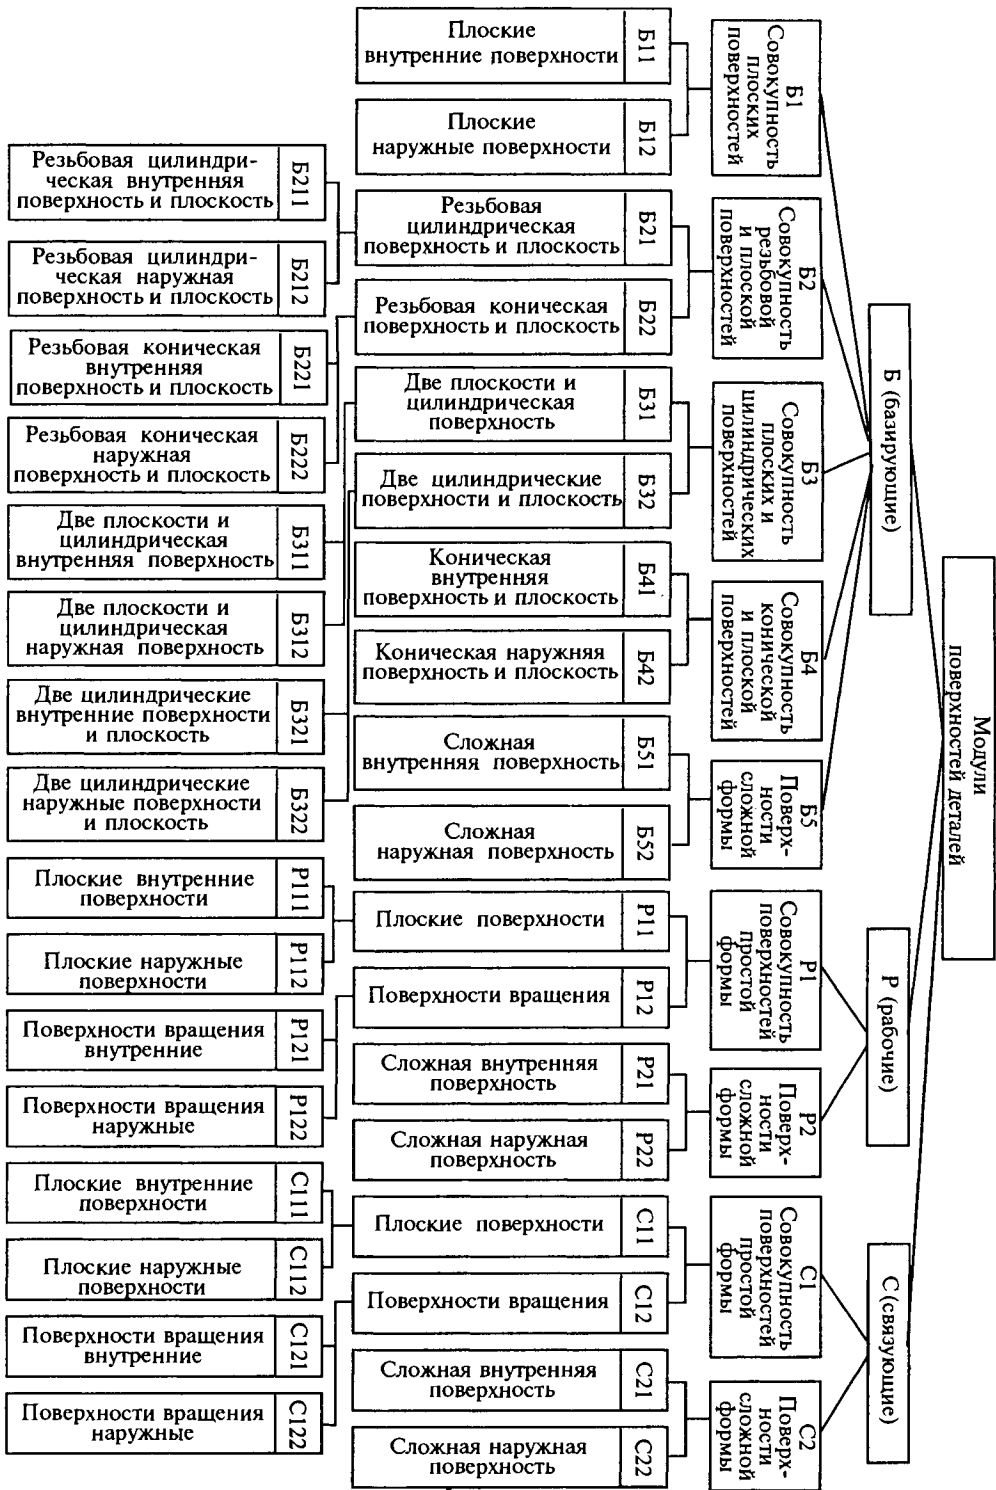 Модули
поверхностей деталей
Б (базирующие)
Р (рабочие)
С (связующие)
Б1
Совокупность
плоских
поверхностей
Б2
Совокупность
резьбовой
и плоской
поверхностей
Б3
Совокупность
плоских и
цилиндрических
поверхностей
Б4
Совокупность
конической
и плоской
поверхностей
Б5
Поверх-
ности
сложной
формы
Р1
Совокупность
поверхностей
простой
формы
Р2
Поверх-
ности
сложной
формы
С1
Совокупность
поверхностей
простой
формы
С2
Поверх-
ности
сложной
формы
Б11
Плоские
внутренние поверхности
Б12
Плоские
наружные поверхности
Б21
Резьбовая
цилиндрическая
поверхность и плоскость
Б22
Резьбовая коническая
поверхность и плоскость
Б31
Две плоскости и
цилиндрическая
поверхность
Б32
Две цилиндрические
поверхности и плоскость
Б41
Коническая
внутренняя
поверхность и плоскость
Б42
Коническая наружняя
поверхность и плоскость
Б51
Сложная
внутренняя поверхность
Б52
Сложная
наружная поверхность
Р11
Плоские поверхности
Р12
Поверхности вращения
Р21
Сложная внутренняя
поверхность
Р22
Сложная наружная
поверхность
С11
Плоские поверхности
С12
Поверхности вращения
С21
Сложная внутренняя
поверхность
С22
Сложная наружная
поверхность
Б211
Резьбовая цилиндри-
ческая внутренняя
поверхность и плоскость
Б212
Резьбовая цилиндри-
ческая наружная
поверхность и плоскость
Б221
Резьбовая коническая
внутренняя
поверхность и плоскость
Б222
Резьбовая коническая
наружная
поверхность и плоскость
Б311
Две плоскости и
цилиндрическая
внутренняя поверхность
Б312
Две плоскости и
цилиндрическая
наружная поверхность
Б321
Две цилиндрические
внутренние поверхности
и плоскость
Б322
Две цилиндрические
наружные поверхности
и плоскость
Р111
Плоские внутренние
поверхности
Р112
Плоские наружные
поверхности
Р121
Поверхности вращения
внутренние
Р122
Поверхности вращения
наружные
С111
Плоские внутренние
поверхности
С112
Плоские наружные
поверхности
С121
Поверхности вращения
внутренние
С122
Поверхности вращения
наружные